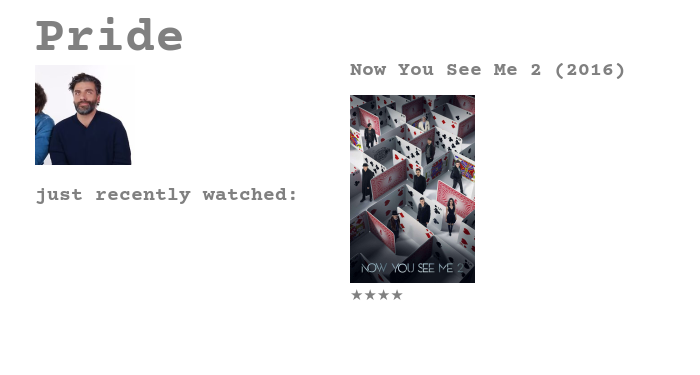 Pride
just recently watched:
Now You See Me 2 (2016)
NOW YOU SEE ME 2
★★★★